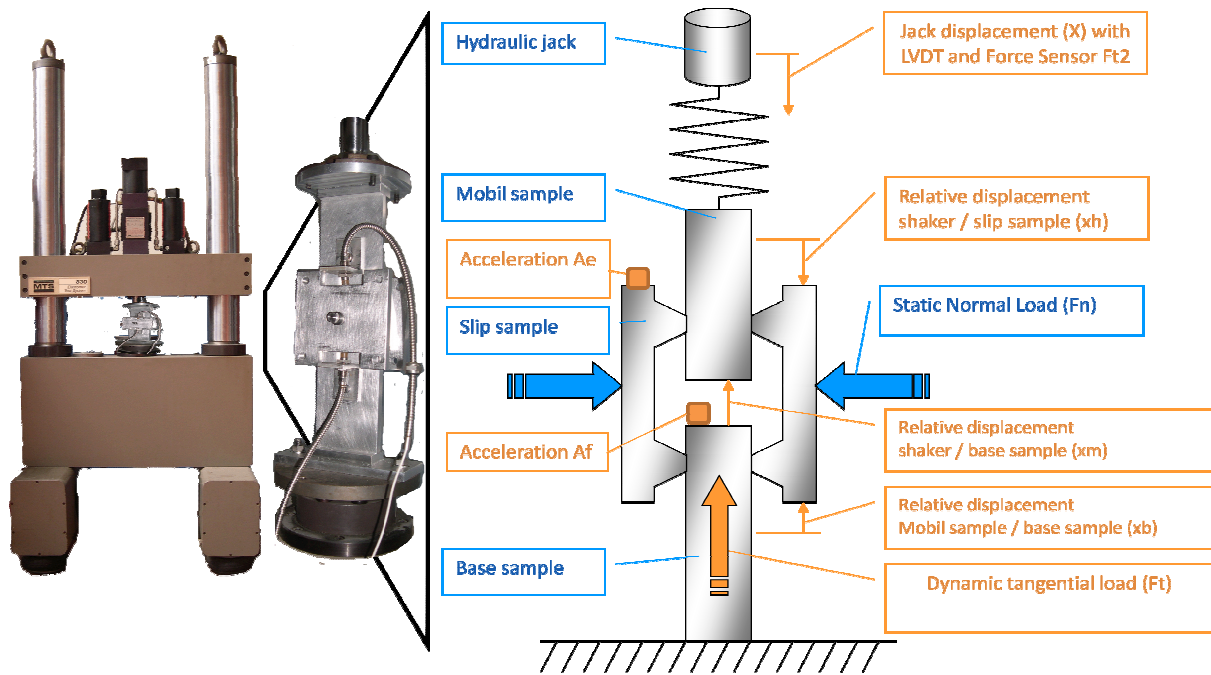 Hydraulic jack
Jack displacement (X) with
LVDT and Force Sensor Ft2
Mobil sample
Relative displacement
shaker / slip sample (xh)
Acceleration Ae
Slip sample
Static Normal Load (Fn)
MTS
Acceleration Af
Relative displacement
shaker / base sample (xm)
Relative displacement
Mobil sample / base sample (xb)
Base sample
Dynamic tangential load (Ft)